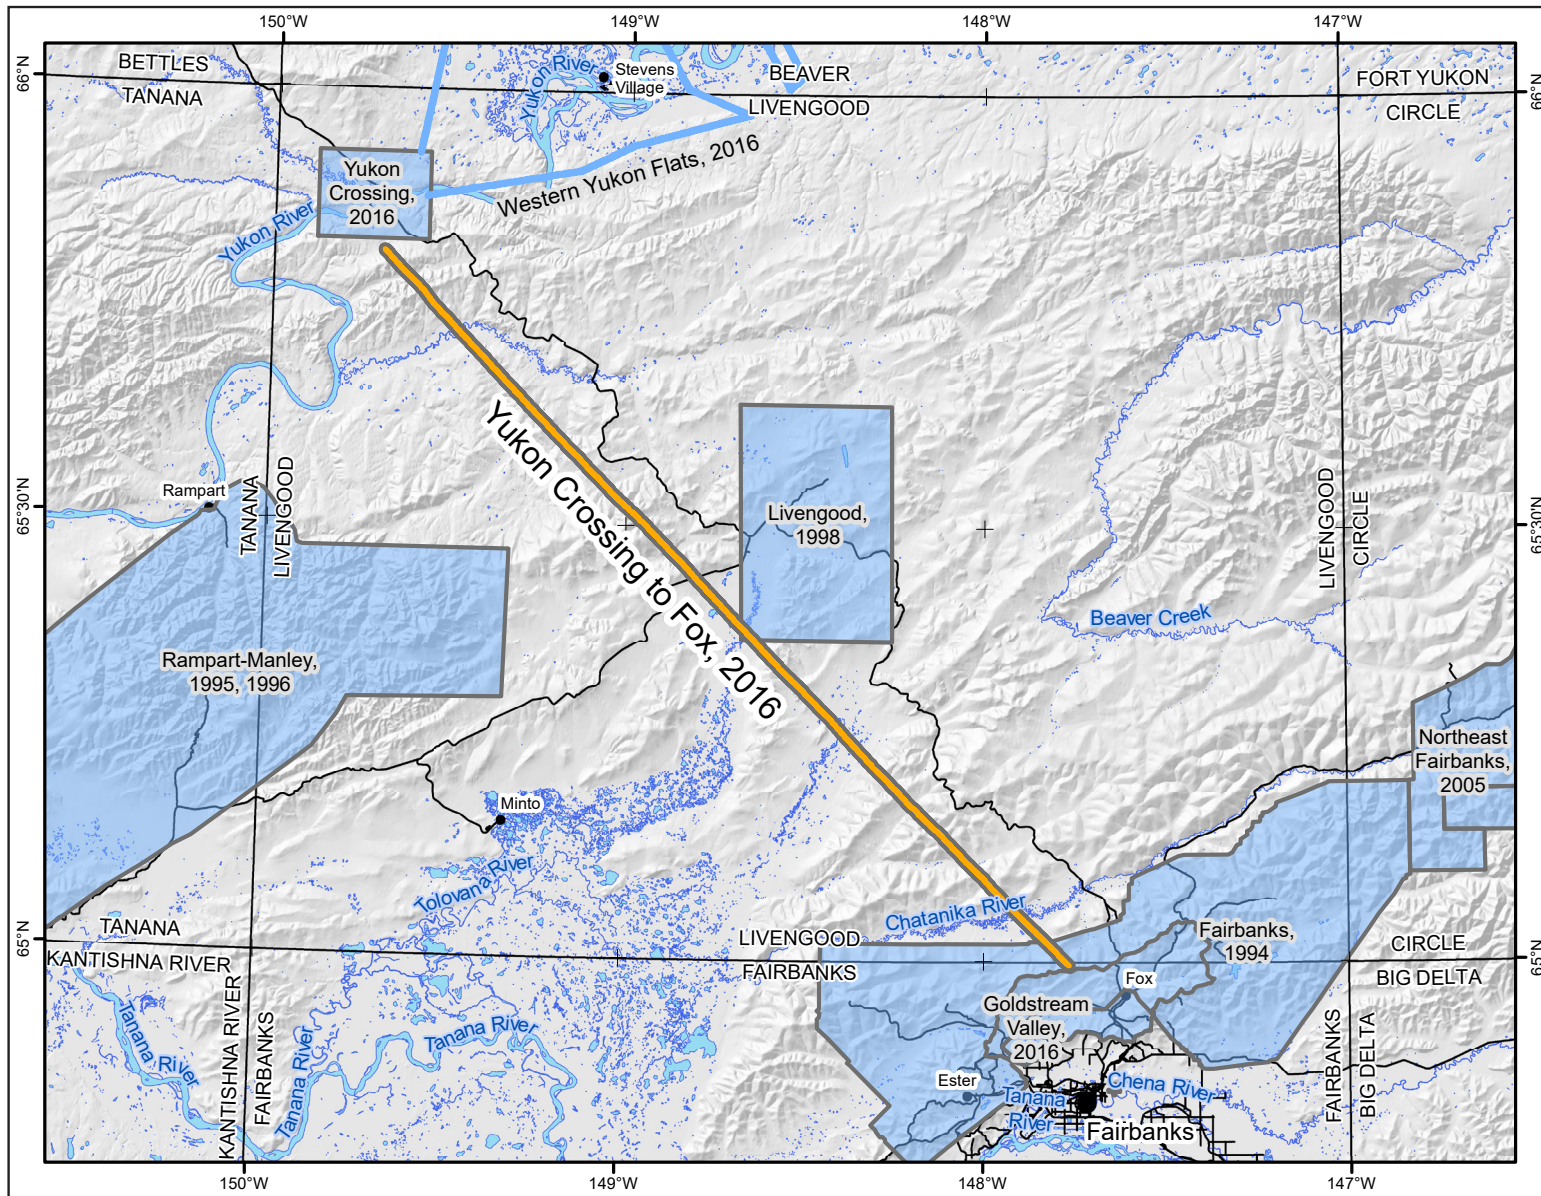 150°W
149°W
148°W
147°W
66°N
66°N
BETTLES
TANANA
Yukon River
Stevens
Village
BEAVER
LIVENGOOD
FORT YUKON
CIRCLE
Yukon
Crossing,
2016
Western Yukon Flats, 2016
Yukon River
Yukon Crossing to Fox, 2016
Rampart
TANANA
LIVENGOOD
65°30'N
65°30'N
Livengood,
1998
LIVENGOOD
CIRCLE
Beaver Creek
Rampart-Manley,
1995, 1996
Northeast
Fairbanks,
2005
Minto
Tolovana River
Chatanika River
TANANA
KANTISHNA RIVER
65°N
65°N
LIVENGOOD
FAIRBANKS
Fairbanks,
1994
CIRCLE
BIG DELTA
Fox
Goldstream
Valley,
2016
Tanana River
KANTISHNA RIVER
FAIRBANKS
Tanana River
Tanana River
Ester
Tanana
River
Chena River
Fairbanks
FAIRBANKS
BIG DELTA
150°W
149°W
148°W
147°W